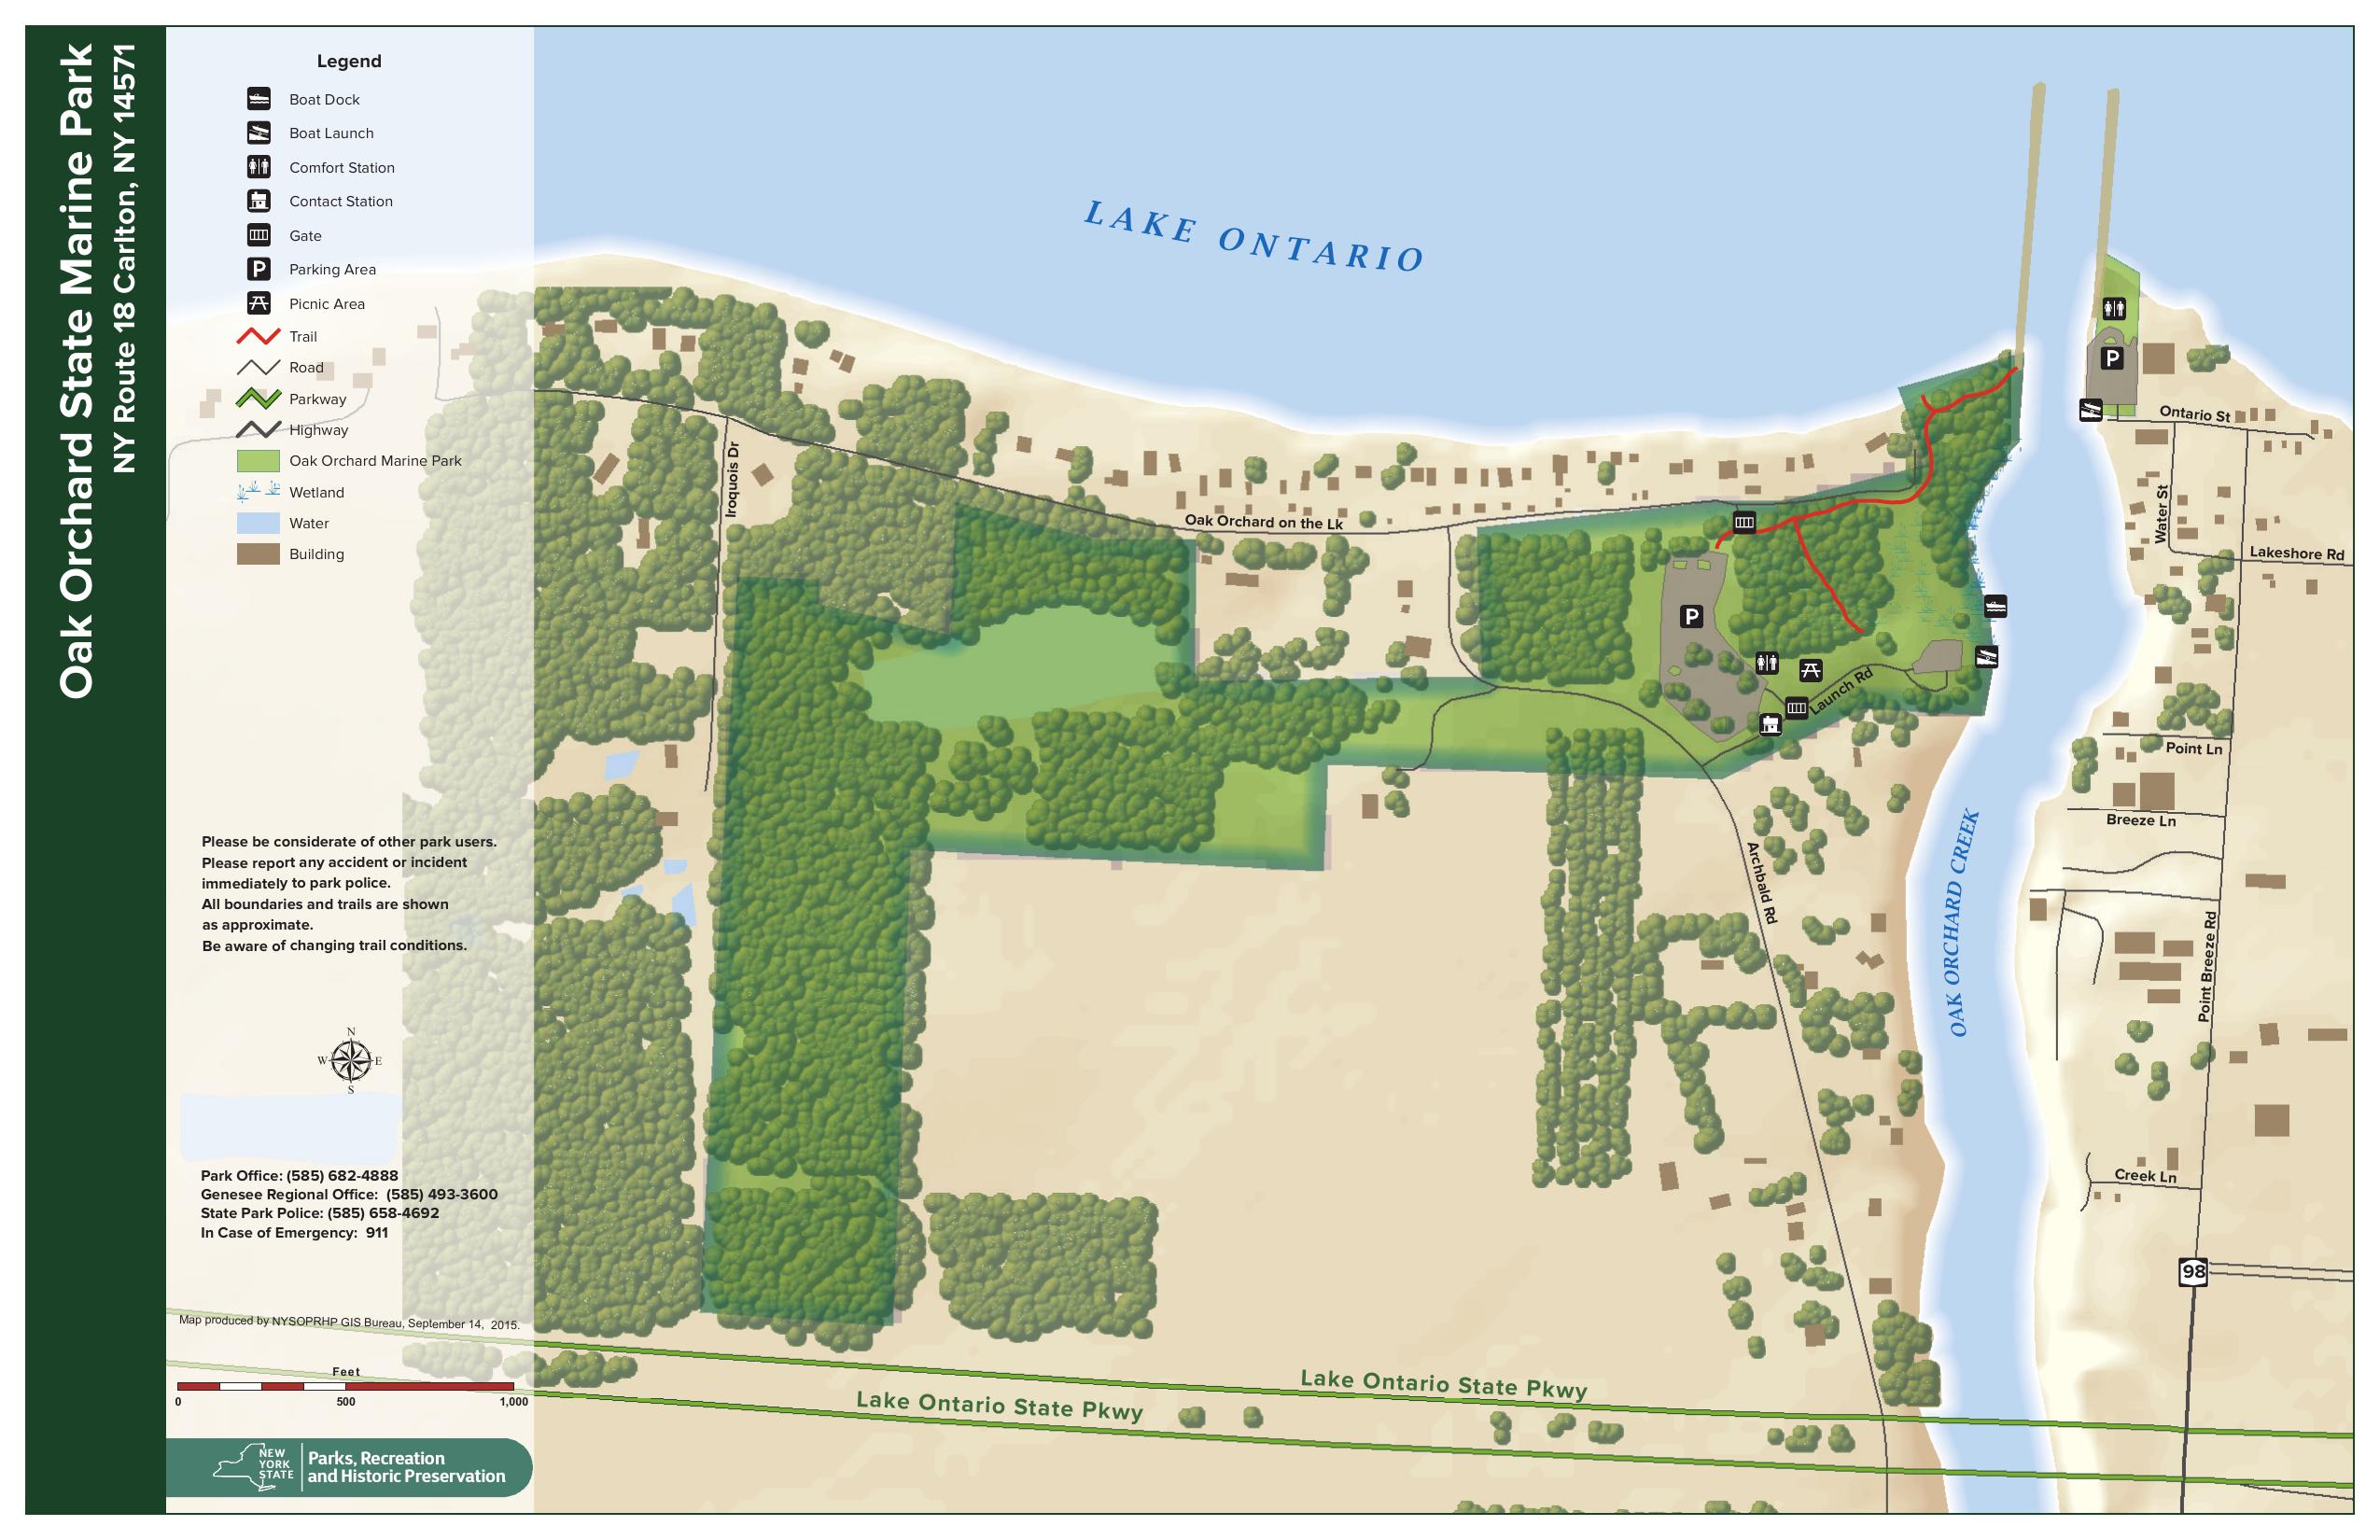 Oak Orchard State Marine Park
NY Route 18 Carlton, NY 14571
Legend
Boat Dock
Boat Launch
Comfort Station
Contact Station
Gate
P Parking Area
Picnic Area
Trail
Road
Parkway
Highway
Oak Orchard Marine Park
Wetland
Water
Building
Please be considerate of other park users.
Please report any accident or incident
immediately to park police.
All boundaries and trails are shown
as approximate.
Be aware of changing trail conditions.
N
W E
S
Park Office: (585) 682-4888
Genesee Regional Office: (585) 493-3600
State Park Police: (585) 658-4692
In Case of Emergency: 911
Map produced by NYSOPRHP GIS Bureau, September 14, 2015.
Feet
0 500 1,000
NEW
YORK
STATE
Parks, Recreation
and Historic Preservation
LAKE ONTARIO
P
Ontario St
Iroquois Dr
Oak Orchard on the Lk
Water St
Lakeshore Rd
P
Launch Rd
Point Ln
Breeze Ln
Archbald Rd
OAK ORCHARD CREEK
Point Breeze Rd
Creek Ln
98
Lake Ontario State Pkwy
Lake Ontario State Pkwy